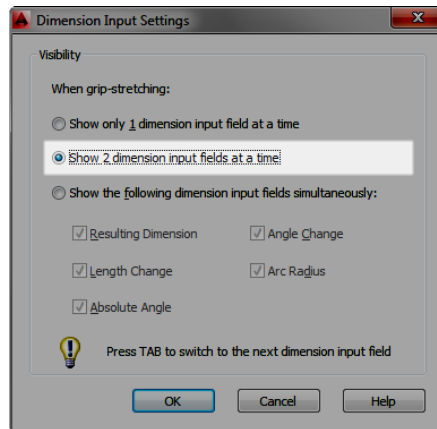 Dimension Input Settings
Visibility
When grip-stretching:
Show only 1 dimension input field at a time
Show 2 dimension input fields at a time
Show the following dimension input fields simultaneously:
Resulting Dimension
Angle Change
Length Change
Arc Radius
Absolute Angle
Press TAB to switch to the next dimension input field
OK
Cancel
Help